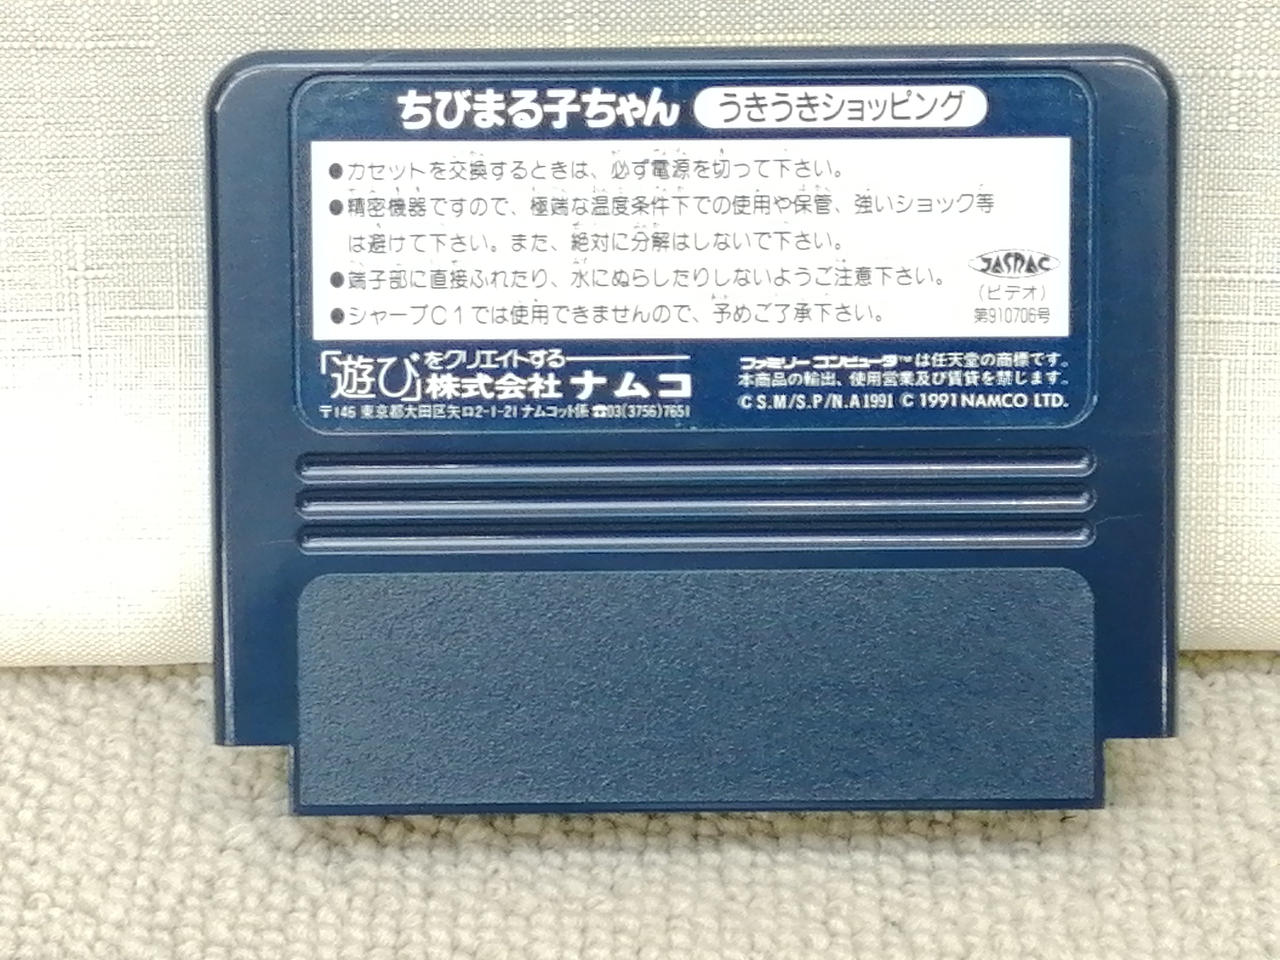 ちびまる子ちゃん うきうきショッピング
●カセットを交換するときは、必ず電源を切って下さい。
●精密機器ですので、極端な温度条件下での使用や保管、強いショック等
は避けて下さい。また、絶対に分解はしないで下さい。
●端子部に直接ふれたり、水にぬらしたりしないようご注意下さい。
●シャープC1では使用できませんので、予めご了承下さい。
JASRAC
(ビデオ)
第910706号
「遊び」をクリエイトする
株式会社ナムコ
〒146 東京都大田区矢口2-1-21 ナムコット係 ☎03(3756)7651
ファミリーコンピュータ™は任天堂の商標です。
本商品の輸出、使用営業及び賃貸を禁じます。
© S.M/S.P/N.A 1991 © 1991 NAMCO LTD.